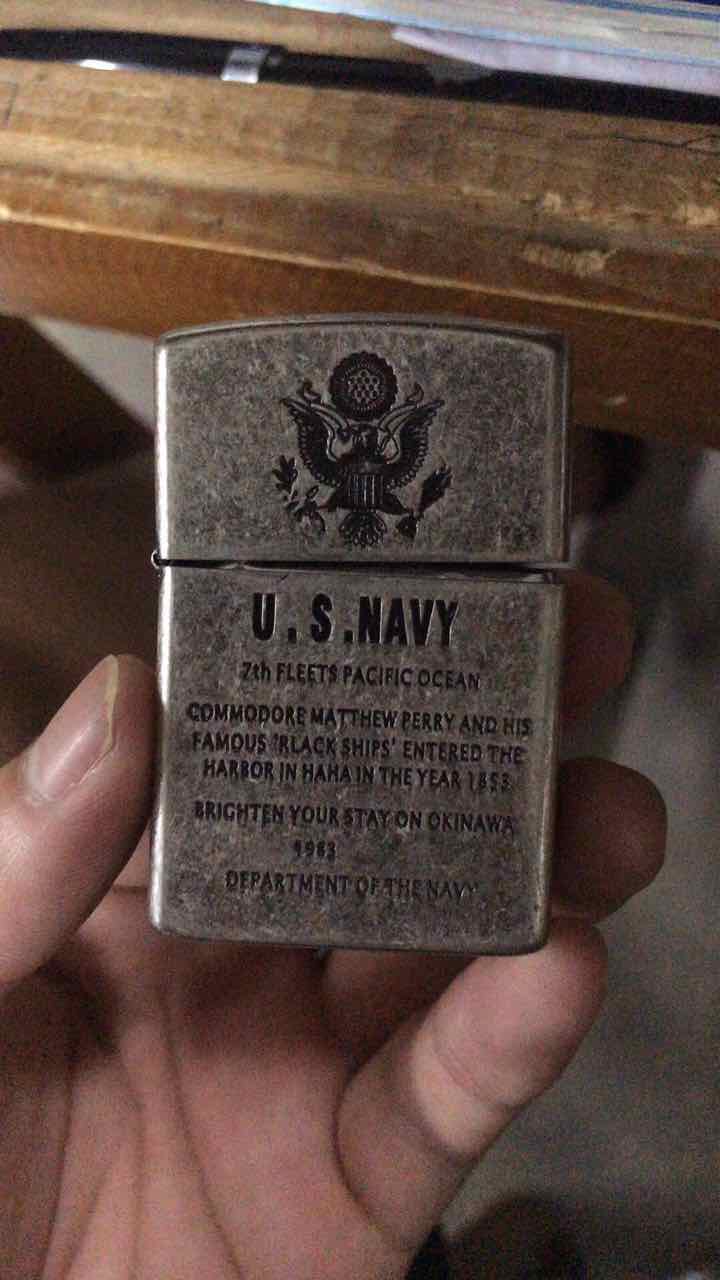 U.S.NAVY
7th FLEETS PACIFIC OCEAN
COMMODORE MATTHEW PERRY AND HIS
FAMOUS 'RLACK SHIPS' ENTERED THE
HARBOR IN HAHA IN THE YEAR 1853
BRIGHTEN YOUR STAY ON OKINAWA
1963
DEPARTMENT OF THE NAVY